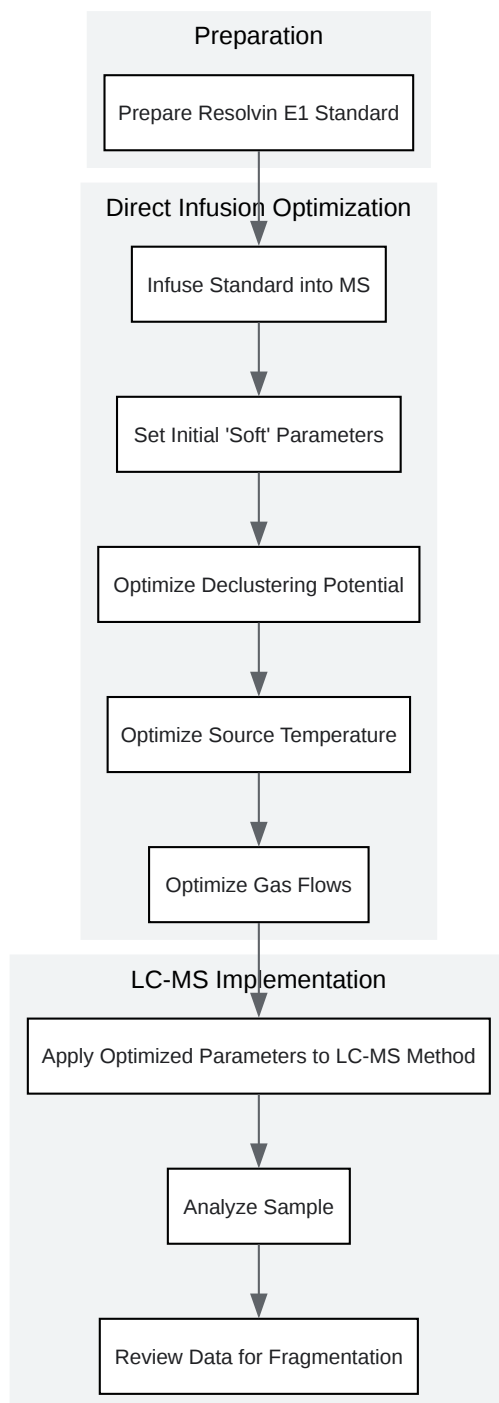 Preparation
Prepare Resolvin E1 Standard
Direct Infusion Optimization
Infuse Standard into MS
Set Initial 'Soft' Parameters
Optimize Declustering Potential
Optimize Source Temperature
Optimize Gas Flows
LC-MS Implementation
Apply Optimized Parameters to LC-MS Method
Analyze Sample
Review Data for Fragmentation